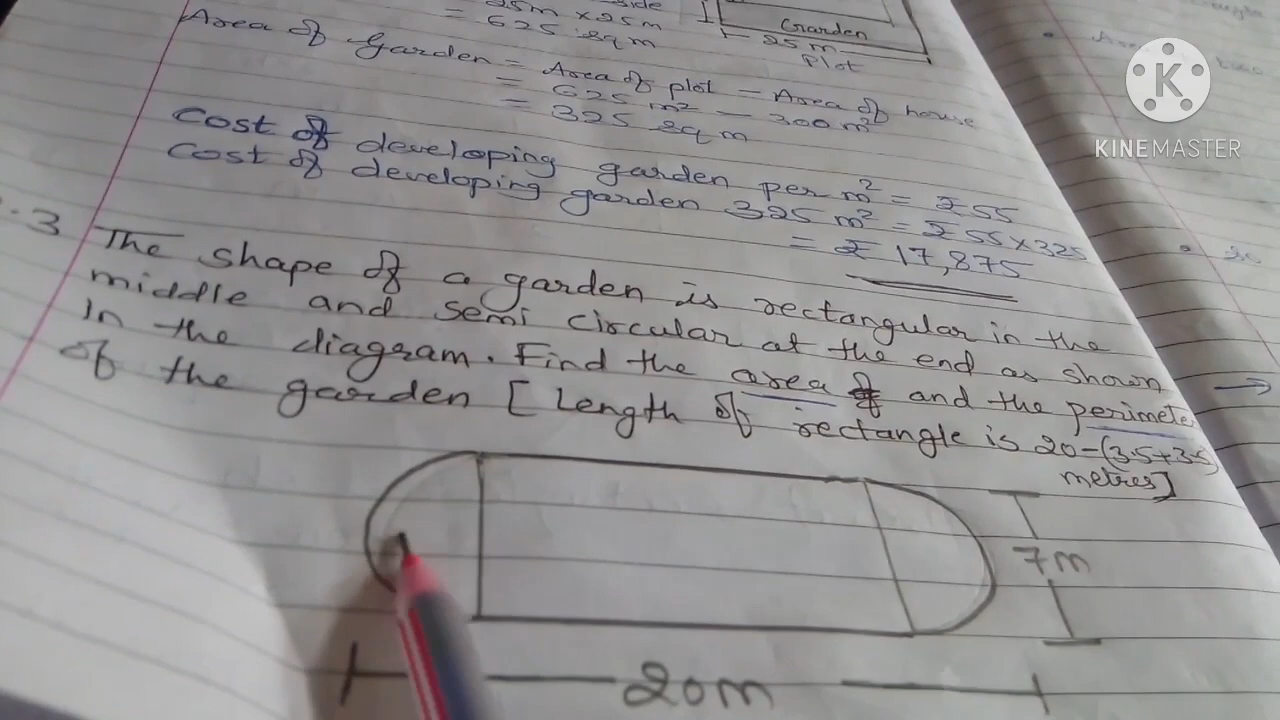 25m × 25m
= 625 sq m
Garden
25 m
Plot
Area of Garden = Area of plot - Area of house
= 625 m² - 300 m²
= 325 sq m
Cost of developing garden per m² = ₹55
Cost of developing garden 325 m² = ₹55×325
= ₹17,875
3 The shape of a garden is rectangular in the
middle and semi circular at the end as shown
in the diagram. Find the area of and the perimete
of the garden [Length of rectangle is 20-(3.5+3.5)
metres]
7m
20m
K
KINEMASTER